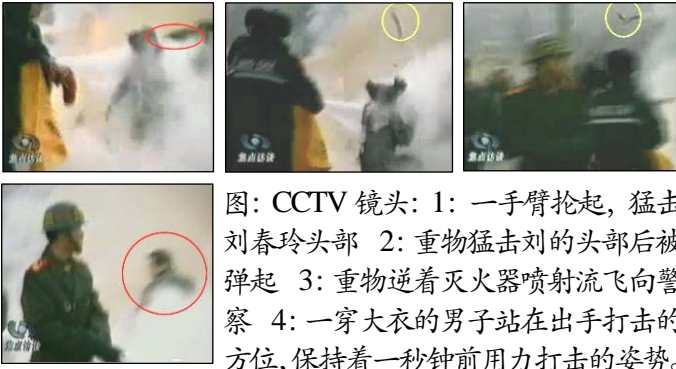 焦点访谈
焦点访谈
焦点访谈
焦点访谈
图: CCTV 镜头: 1: 一手臂抡起, 猛击
刘春玲头部 2: 重物猛击刘的头部后被
弹起 3: 重物逆着灭火器喷射流飞向警
察 4: 一穿大衣的男子站在出手打击的
方位, 保持着一秒钟前用力打击的姿势。